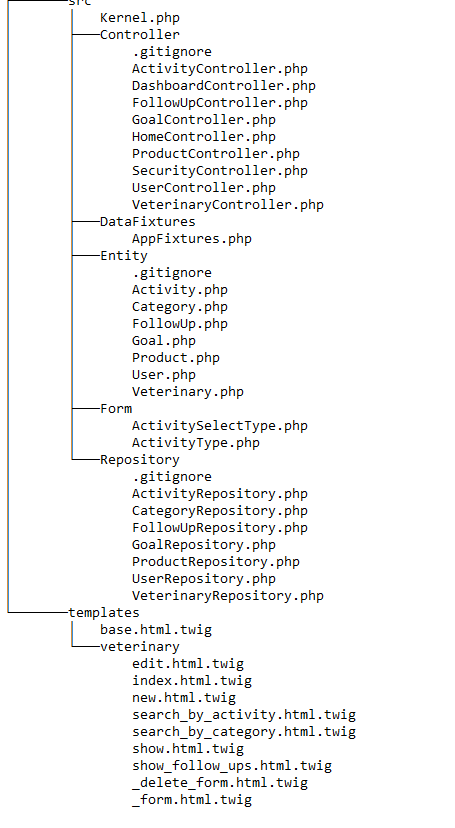 src
Kernel.php
Controller
.gitignore
ActivityController.php
DashboardController.php
FollowUpController.php
GoalController.php
HomeController.php
ProductController.php
SecurityController.php
UserController.php
VeterinaryController.php
DataFixtures
AppFixtures.php
Entity
.gitignore
Activity.php
Category.php
FollowUp.php
Goal.php
Product.php
User.php
Veterinary.php
Form
ActivitySelectType.php
ActivityType.php
Repository
.gitignore
ActivityRepository.php
CategoryRepository.php
FollowUpRepository.php
GoalRepository.php
ProductRepository.php
UserRepository.php
VeterinaryRepository.php
templates
base.html.twig
veterinary
edit.html.twig
index.html.twig
new.html.twig
search_by_activity.html.twig
search_by_category.html.twig
show.html.twig
show_follow_ups.html.twig
_delete_form.html.twig
_form.html.twig